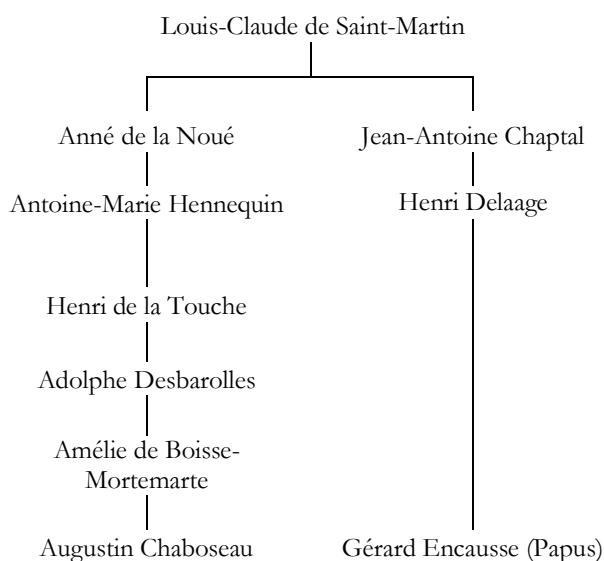 Louis-Claude de Saint-Martin
Anné de la Noué
Jean-Antoine Chaptal
Antoine-Marie Hennequin
Henri Delaage
Henri de la Touche
Adolphe Desbarolles
Amélie de Boisse-
Mortemarte
Augustin Chaboseau
Gérard Encausse (Papus)